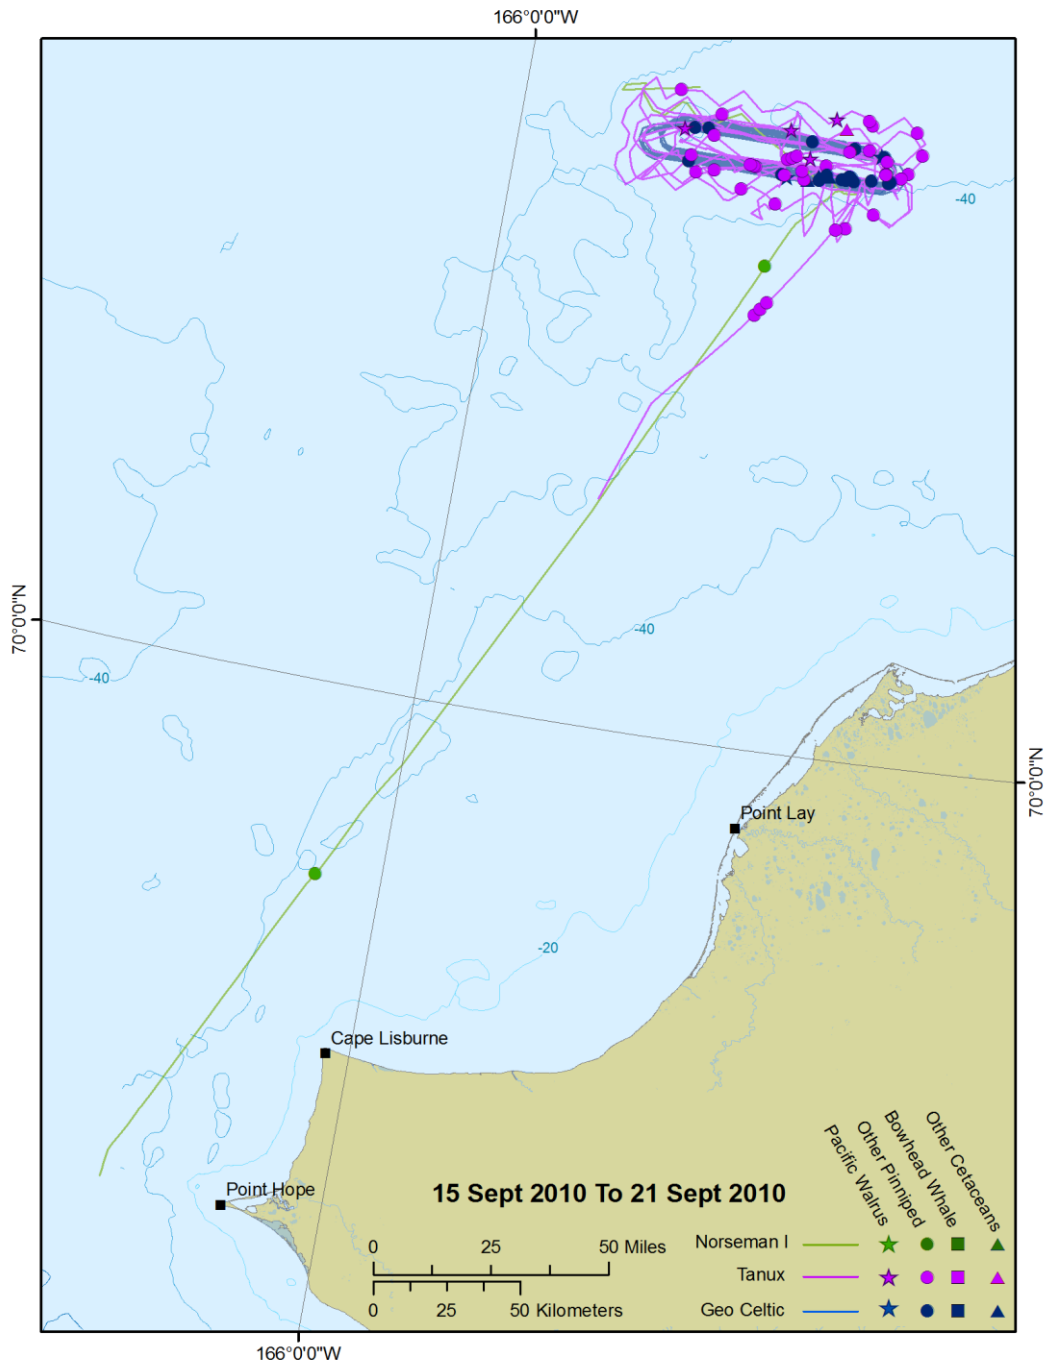 166°0'0"W
-40
70°0'0"N
-40
-40
70°0'0"N
Point Lay
-20
Cape Lisburne
Point Hope
15 Sept 2010 To 21 Sept 2010
Pacific Walrus
Other Pinniped
Bowhead Whale
Other Cetaceans
0 25 50 Miles
0 25 50 Kilometers
Norseman I
Tanux
Geo Celtic
166°0'0"W